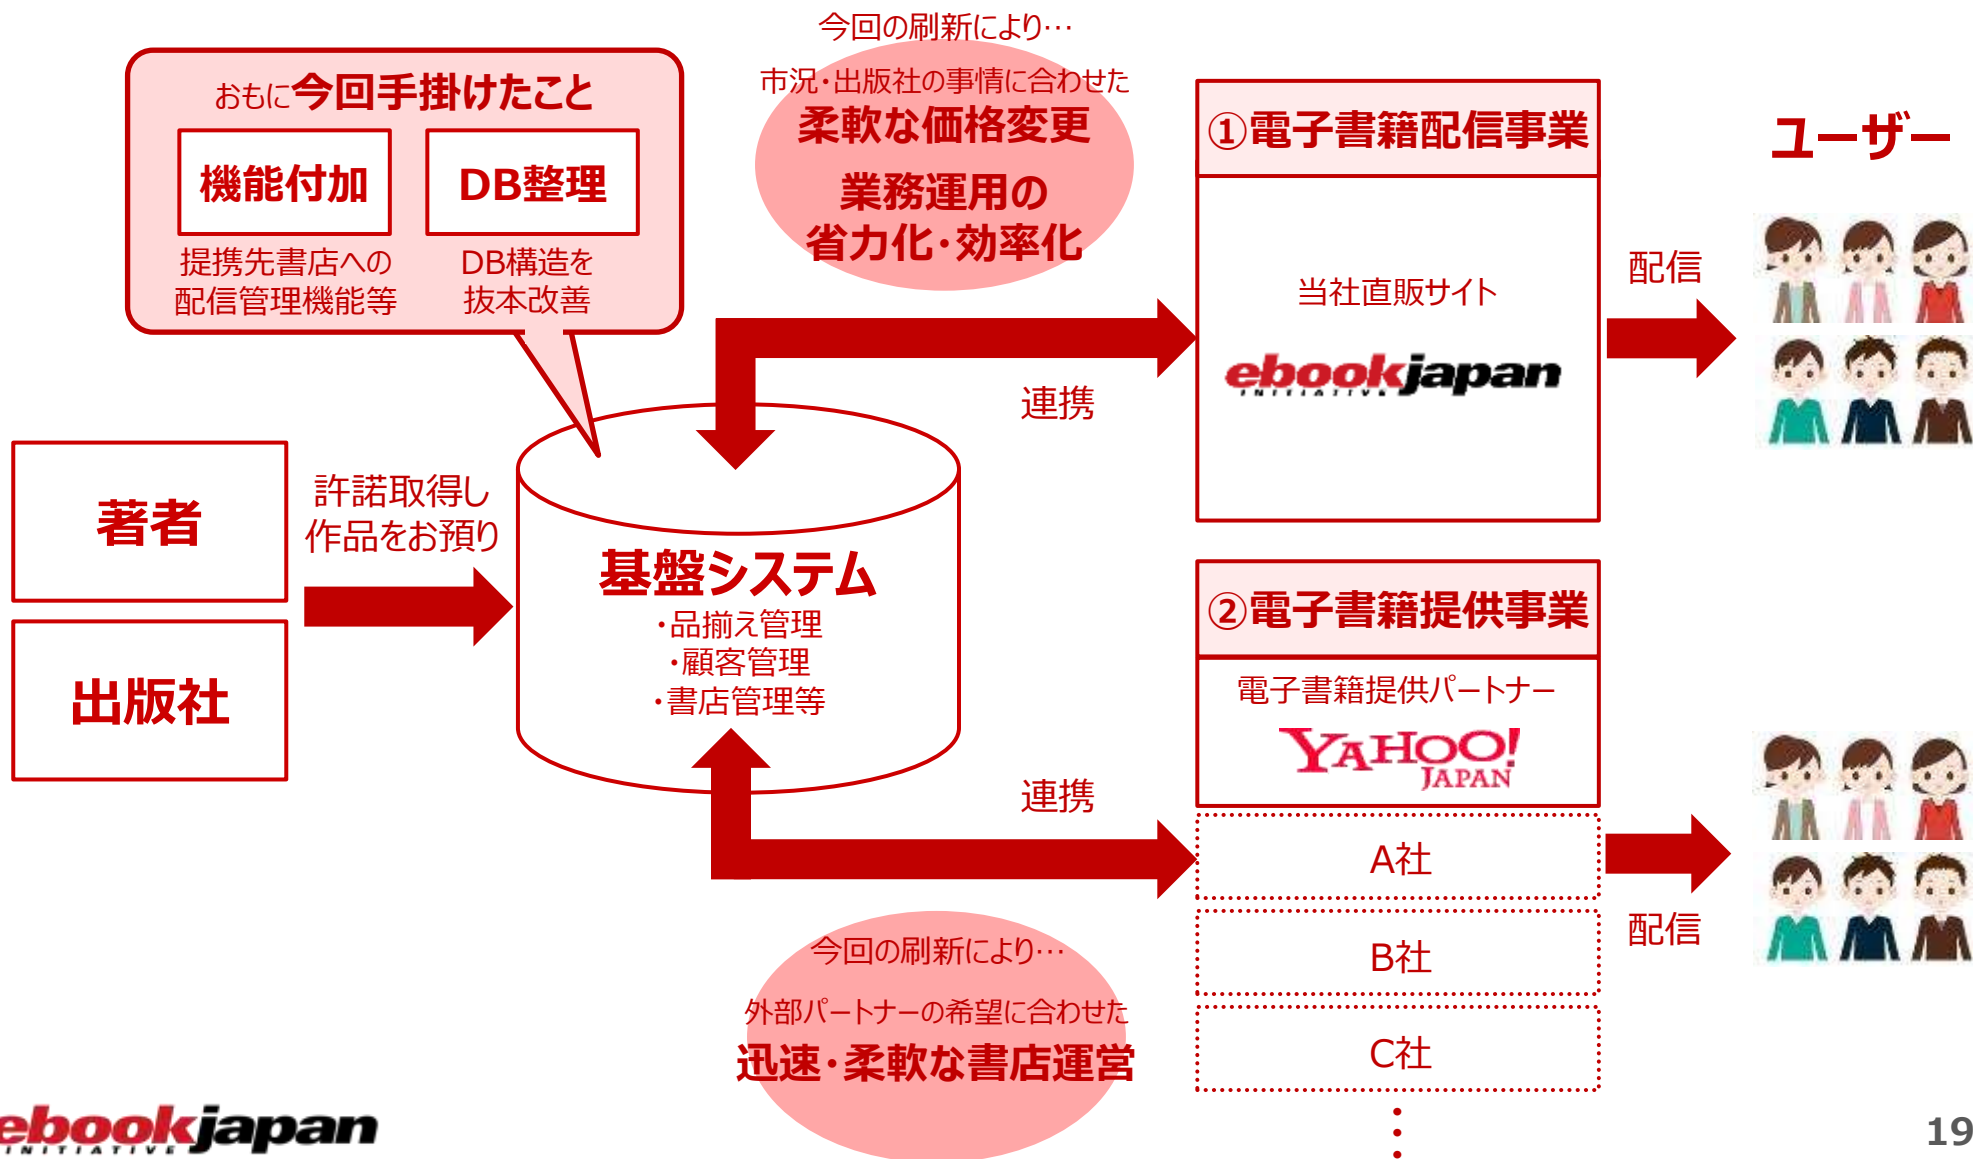 今回の刷新により…
市況・出版社の事情に合わせた
柔軟な価格変更
業務運用の
省力化・効率化
おもに今回手掛けたこと
機能付加
DB整理
提携先書店への
配信管理機能等
DB構造を
抜本改善
①電子書籍配信事業
当社直販サイト
ebookjapan
INITIATIVE
ユーザー
配信
連携
著者
出版社
許諾取得し
作品をお預り
基盤システム
・品揃え管理
・顧客管理
・書店管理等
②電子書籍提供事業
電子書籍提供パートナー
YAHOO!
JAPAN
A社
B社
C社
連携
配信
今回の刷新により…
外部パートナーの希望に合わせた
迅速・柔軟な書店運営
ebookjapan
INITIATIVE
19